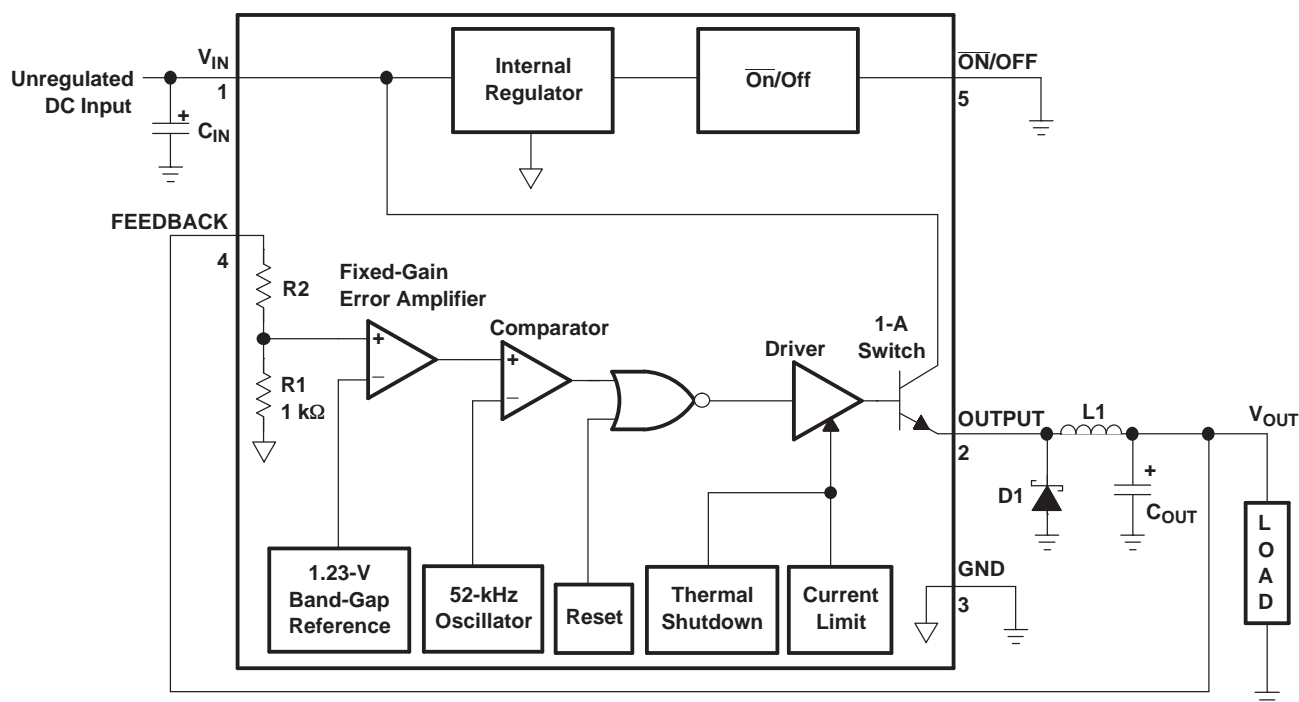 Unregulated
DC Input
V_IN
1
+
C_IN
Internal
Regulator
O̅n̅/Off
O̅N̅/OFF
5
FEEDBACK
4
R2
R1
1 kΩ
Fixed-Gain
Error Amplifier
+
−
Comparator
+
−
Driver
1-A
Switch
OUTPUT
2
L1
V_OUT
D1
+
C_OUT
L
O
A
D
1.23-V
Band-Gap
Reference
52-kHz
Oscillator
Reset
Thermal
Shutdown
Current
Limit
GND
3